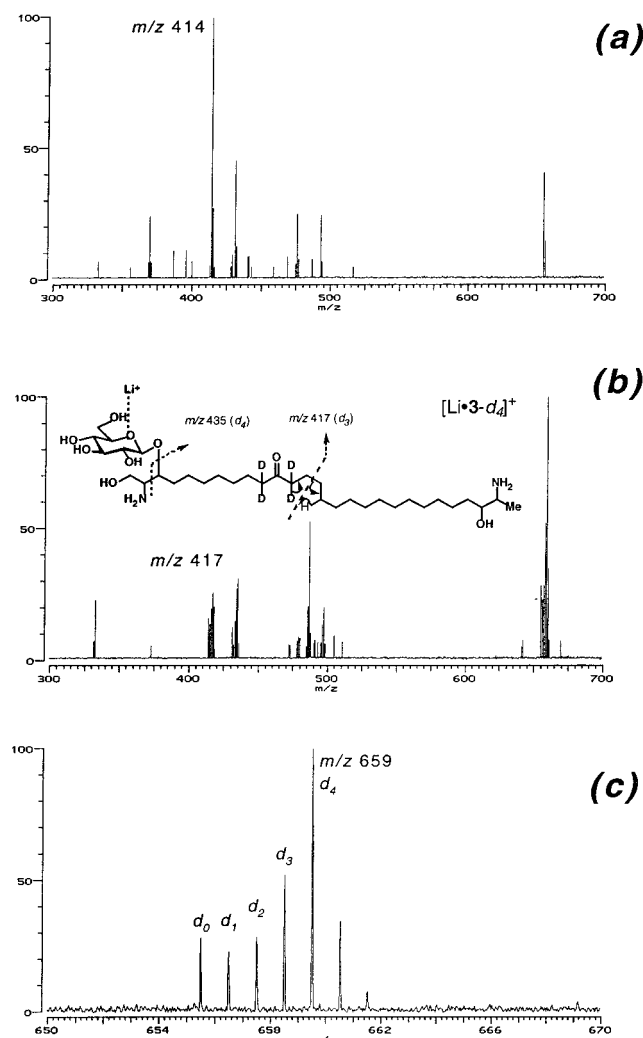 m/z 414
(a)
100
50
0
300
400
500
600
700
m/z
(b)
100
50
0
Li+
OH
HO
HO
OH
O
O
m/z 435 (d4)
m/z 417 (d3)
[Li•3-d4]+
HO
H2N
D
O
D
D
D
H
NH2
Me
OH
m/z 417
300
400
500
600
700
m/z
(c)
100
50
0
m/z 659
d4
d3
d0
d1
d2
650
654
658
662
666
670